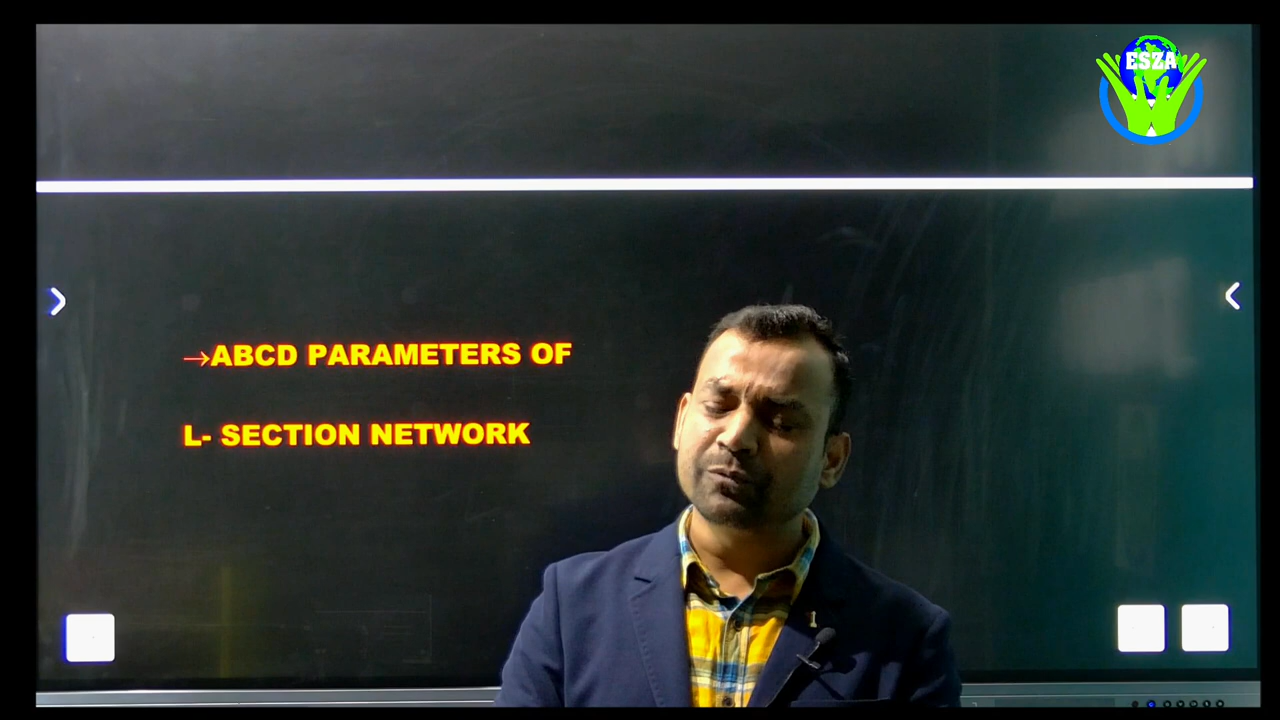 ESZA
→ABCD PARAMETERS OF
L- SECTION NETWORK